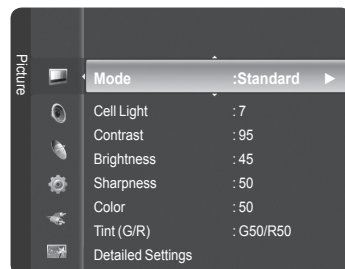 Picture
Mode :Standard ►
Cell Light : 7
Contrast : 95
Brightness : 45
Sharpness : 50
Color : 50
Tint (G/R) : G50/R50
Detailed Settings